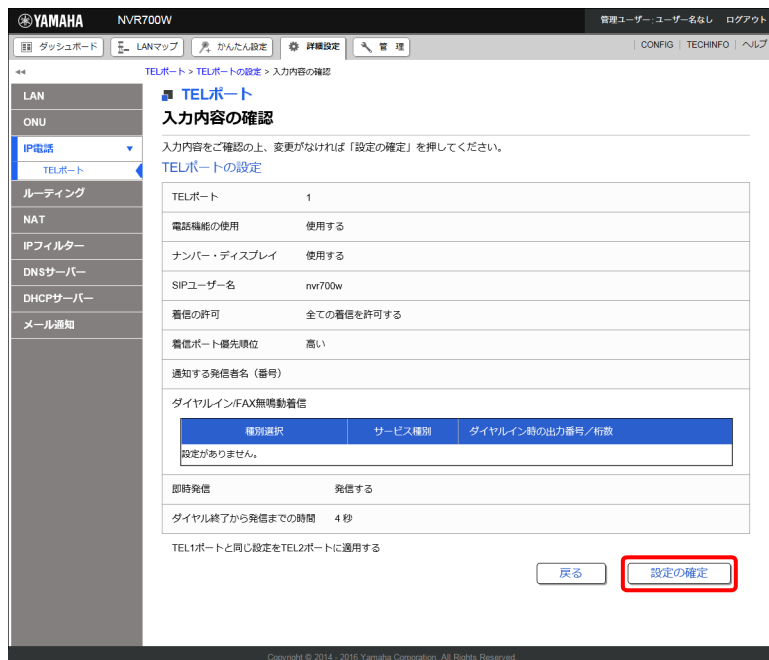 YAMAHA NVR700W 管理ユーザー:ユーザー名なし ログアウト
ダッシュボード LANマップ かんたん設定 詳細設定 管 理 CONFIG TECHINFO ヘルプ
TELポート > TELポートの設定 > 入力内容の確認
LAN
ONU
IP電話
TELポート
ルーティング
NAT
IPフィルター
DNSサーバー
DHCPサーバー
メール通知
TELポート
入力内容の確認
入力内容をご確認の上、変更がなければ「設定の確定」を押してください。
TELポートの設定
TELポート 1
電話機能の使用 使用する
ナンバー・ディスプレイ 使用する
SIPユーザー名 nvr700w
着信の許可 全ての着信を許可する
着信ポート優先順位 高い
通知する発信者名（番号）
ダイヤルイン/FAX無鳴動着信
種別選択 サービス種別 ダイヤルイン時の出力番号／桁数
設定がありません。
即時発信 発信する
ダイヤル終了から発信までの時間 4 秒
TEL1ポートと同じ設定をTEL2ポートに適用する
戻る 設定の確定
Copyright © 2014 - 2016 Yamaha Corporation. All Rights Reserved.